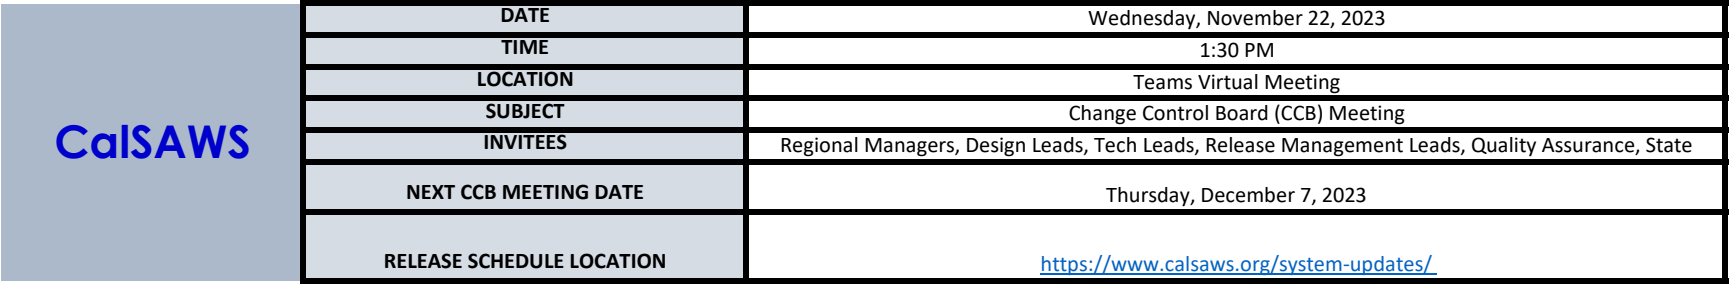 CalSAWS
DATE Wednesday, November 22, 2023
TIME 1:30 PM
LOCATION Teams Virtual Meeting
SUBJECT Change Control Board (CCB) Meeting
INVITEES Regional Managers, Design Leads, Tech Leads, Release Management Leads, Quality Assurance, State
NEXT CCB MEETING DATE Thursday, December 7, 2023
RELEASE SCHEDULE LOCATION https://www.calsaws.org/system-updates/